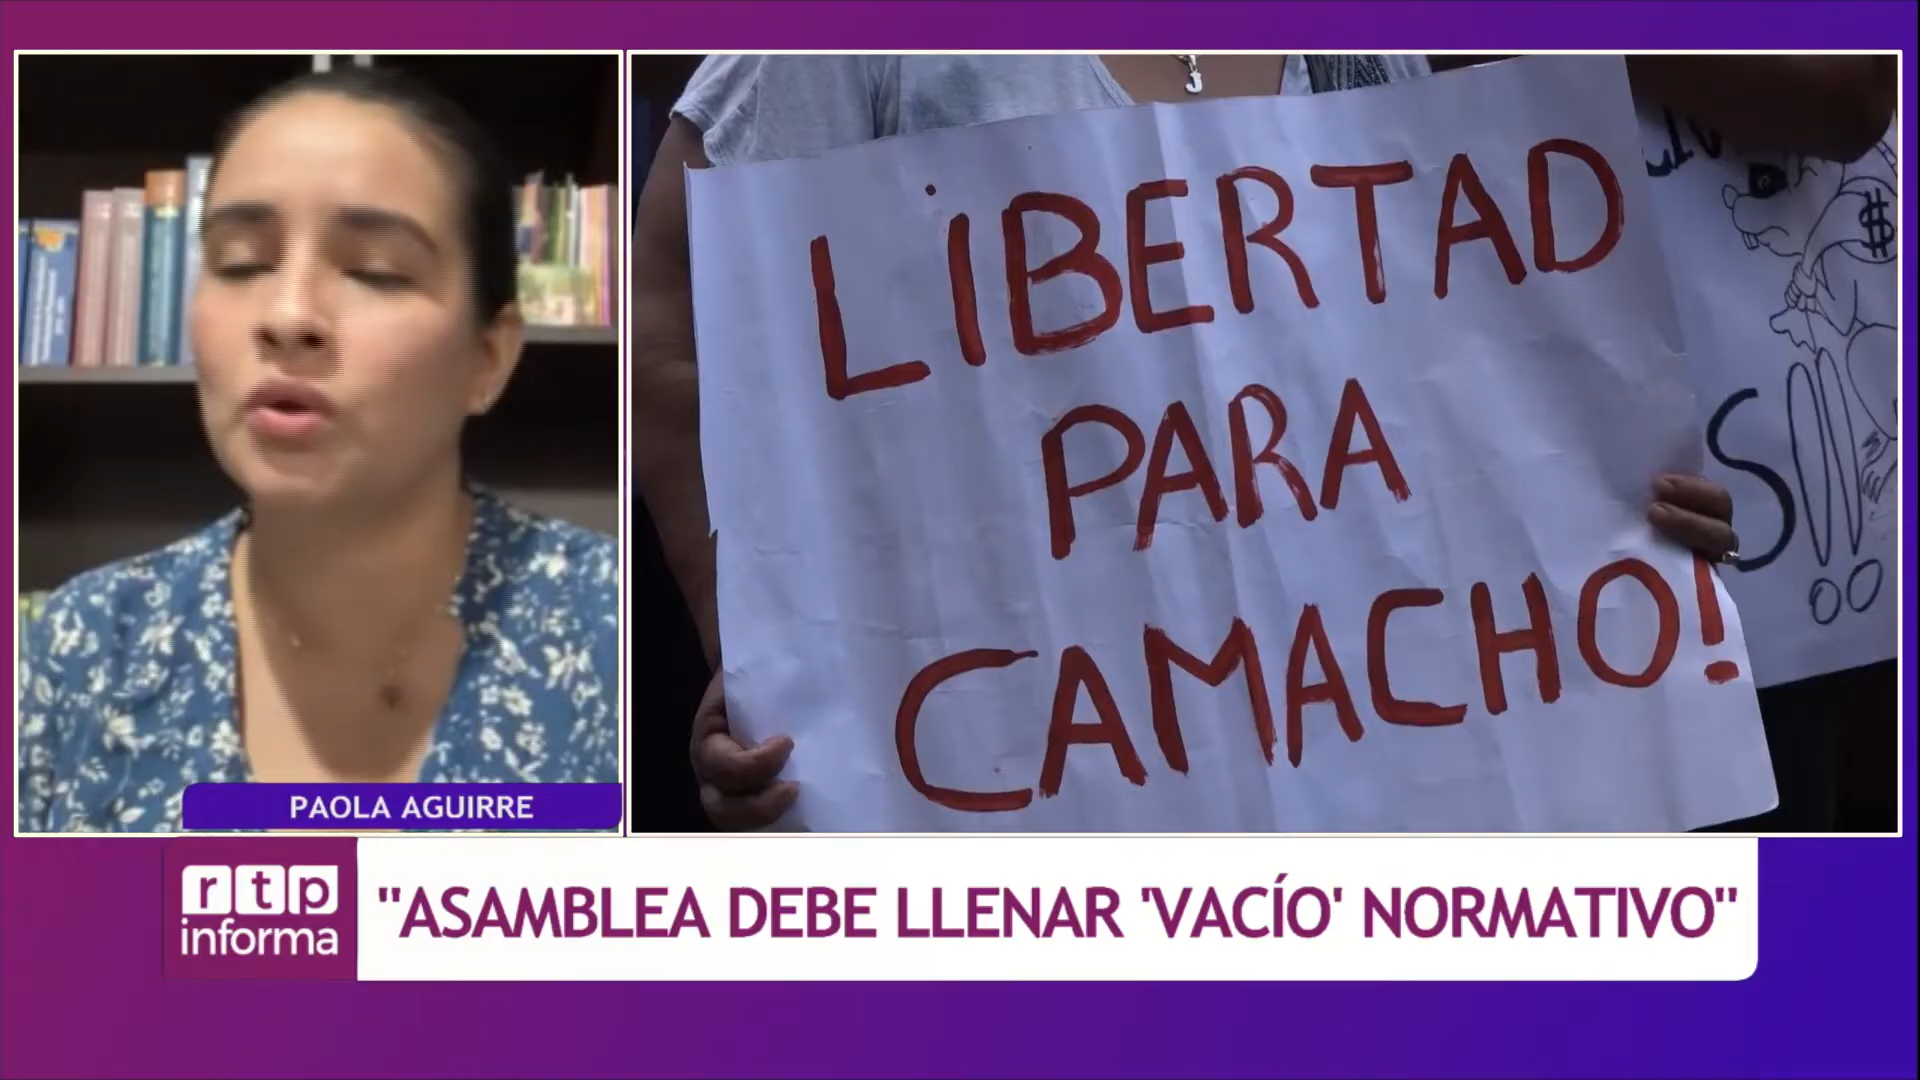 LIBERTAD
PARA
CAMACHO!
$
S!!
PAOLA AGUIRRE
rtp
informa
"ASAMBLEA DEBE LLENAR 'VACÍO' NORMATIVO"